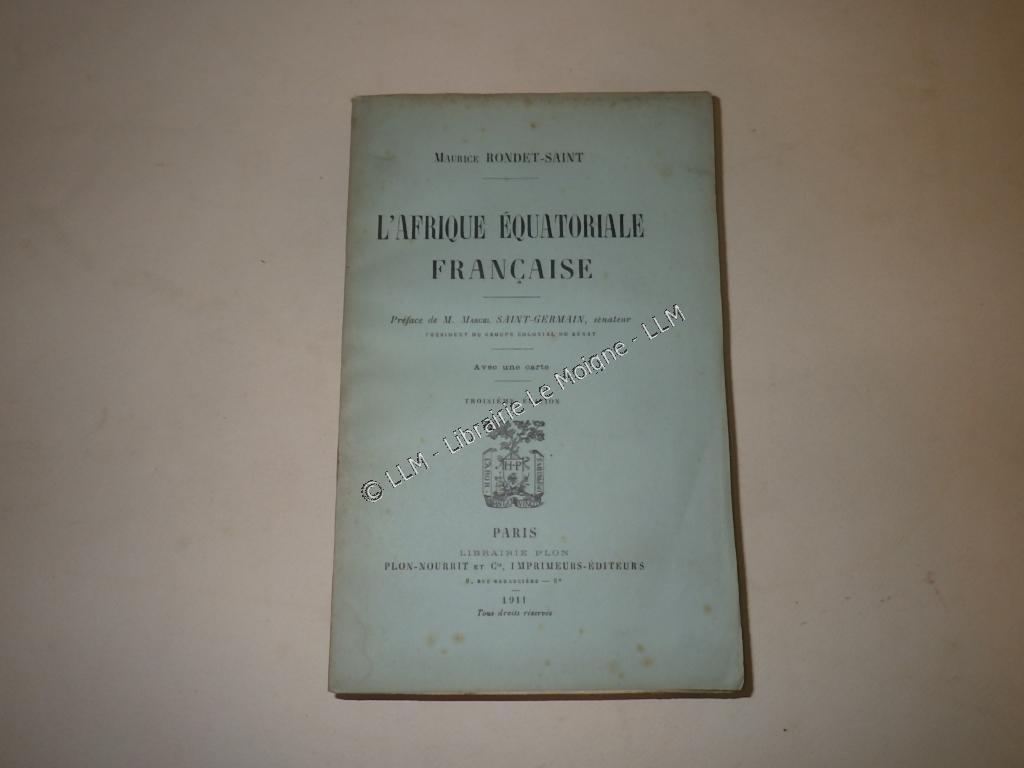 Maurice RONDET-SAINT
L'AFRIQUE ÉQUATORIALE
FRANÇAISE
Préface de M. Marcel SAINT-GERMAIN, sénateur
PRÉSIDENT DU GROUPE COLONIAL DU SÉNAT
Avec une carte
TROISIÈME ÉDITION
H·P
PARIS
LIBRAIRIE PLON
PLON-NOURRIT ET Cie, IMPRIMEURS-ÉDITEURS
8, RUE GARANCIÈRE — 6e
1911
Tous droits réservés
© LLM - Librairie Le Moigne - LLM